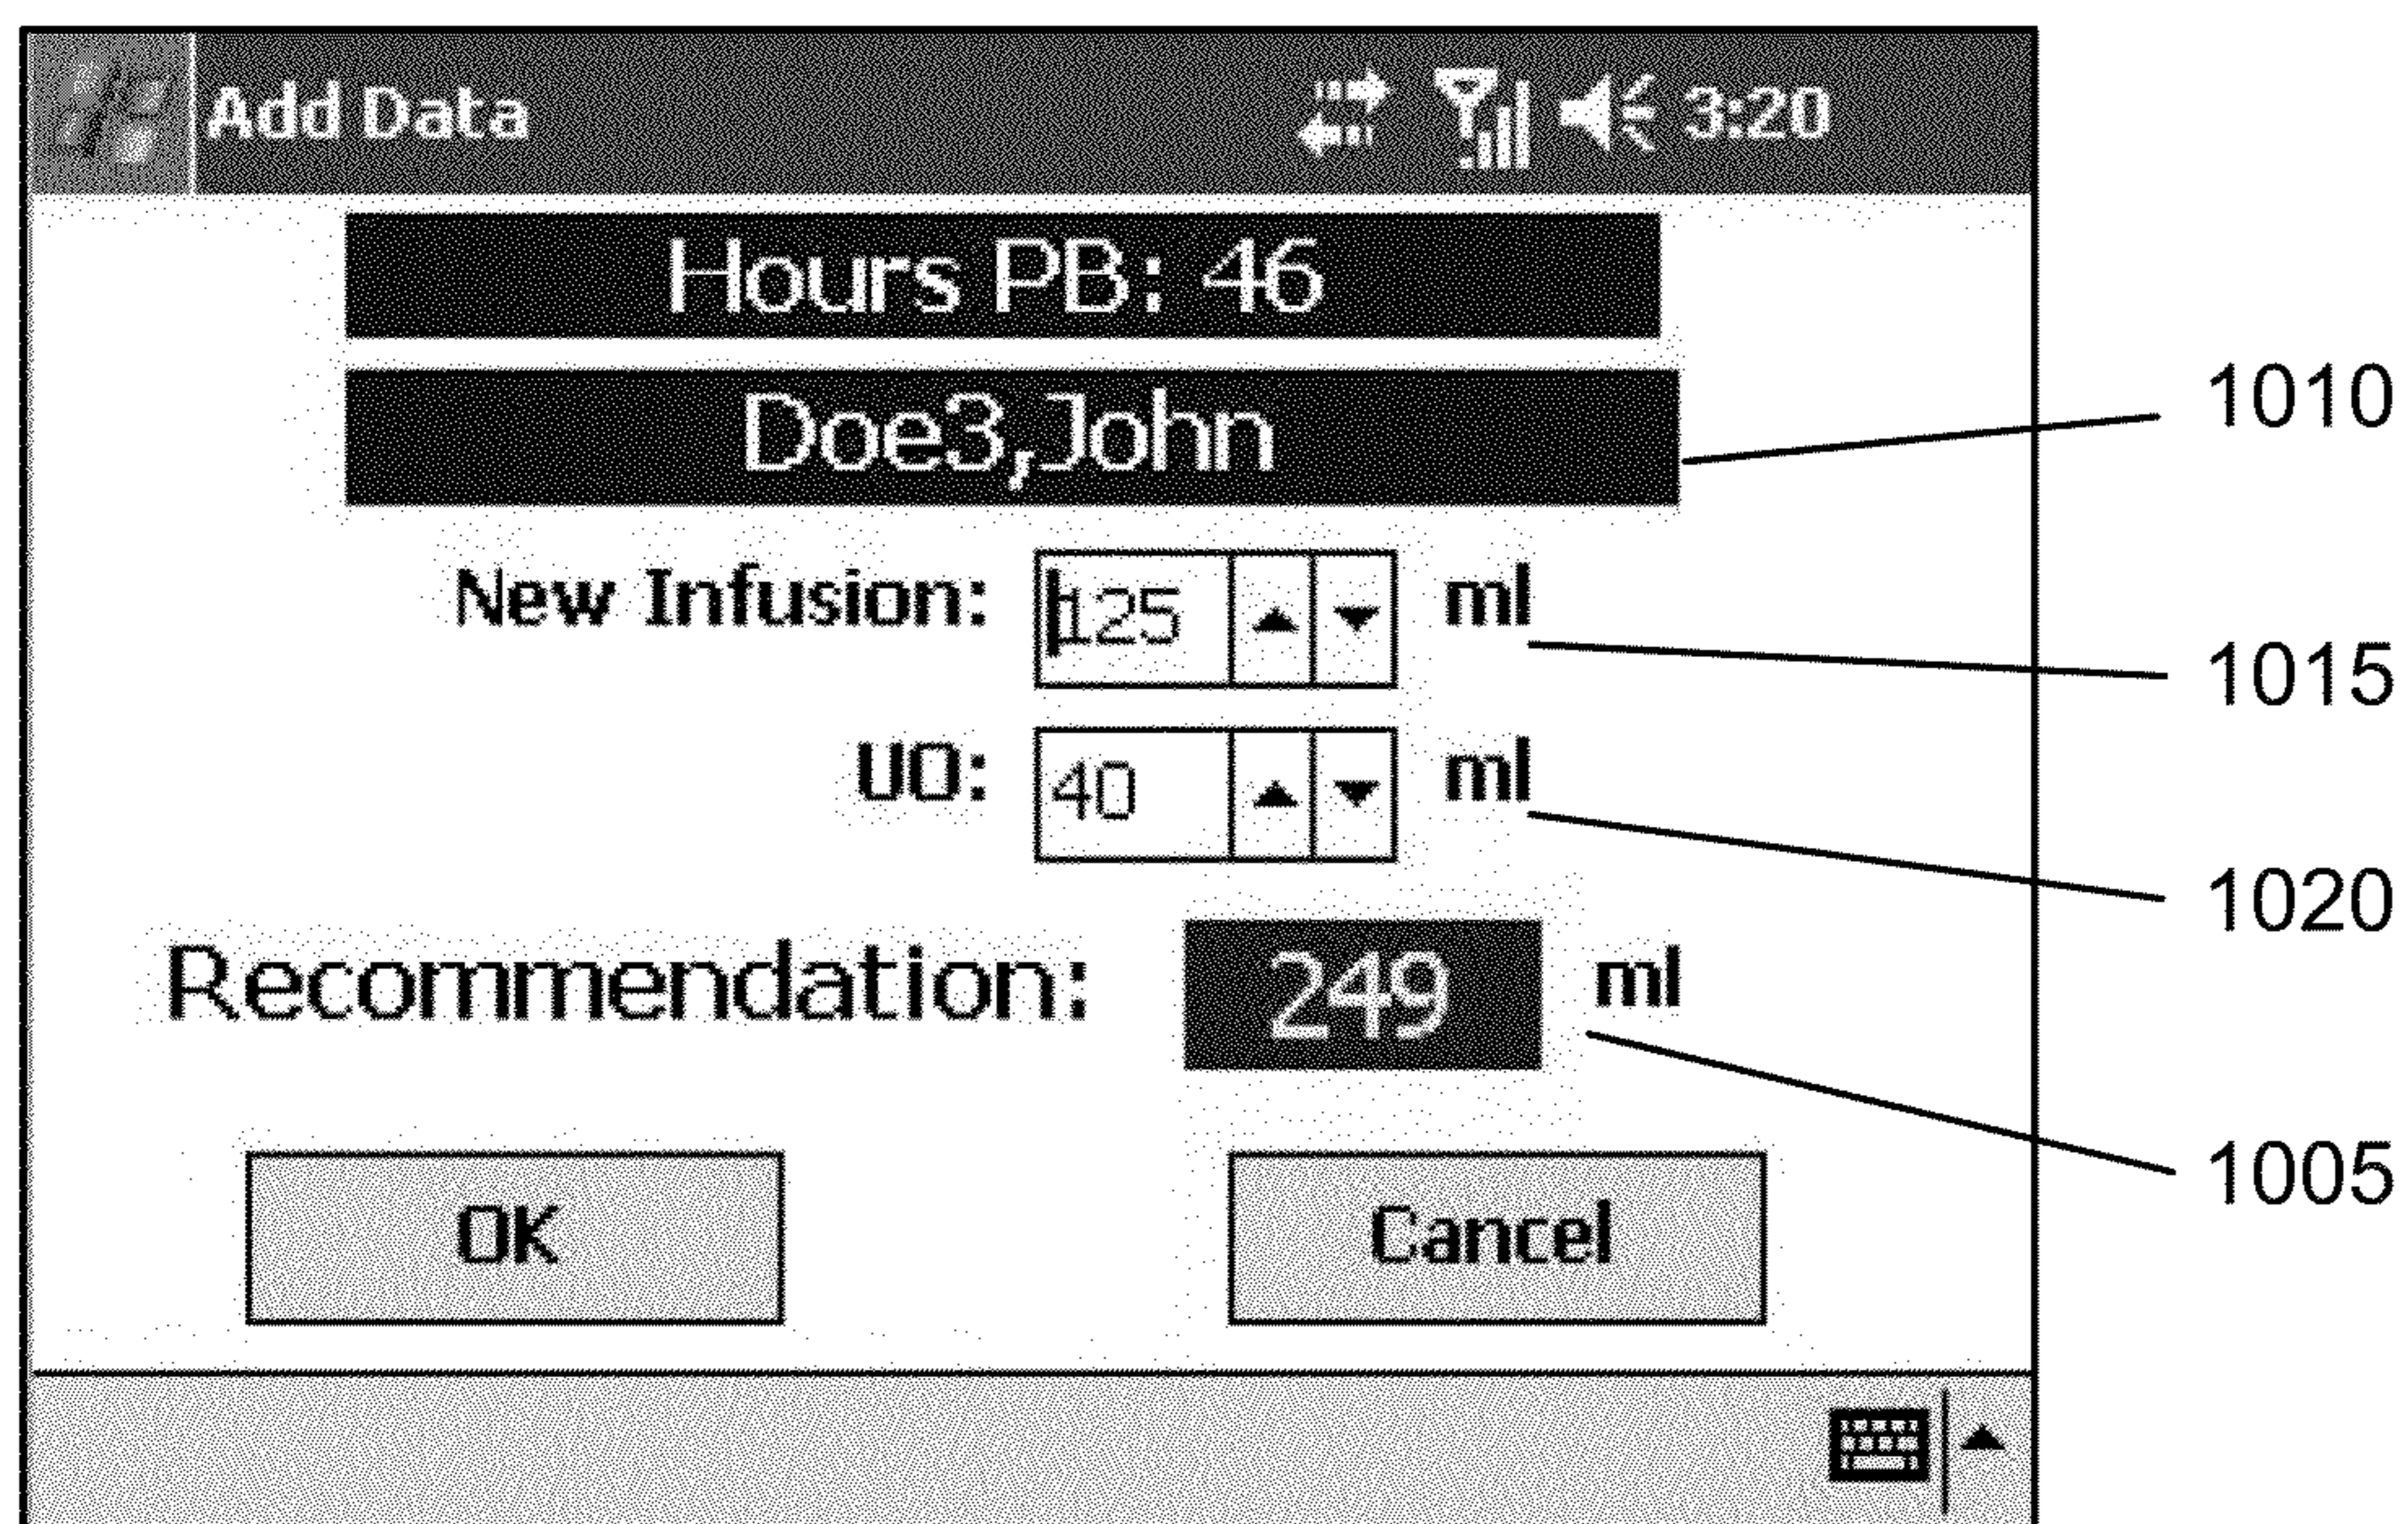 Add Data 3:20
Hours PB: 46
Doe3,John
1010
New Infusion: 125 ml
1015
UO: 40 ml
1020
Recommendation: 249 ml
1005
OK Cancel